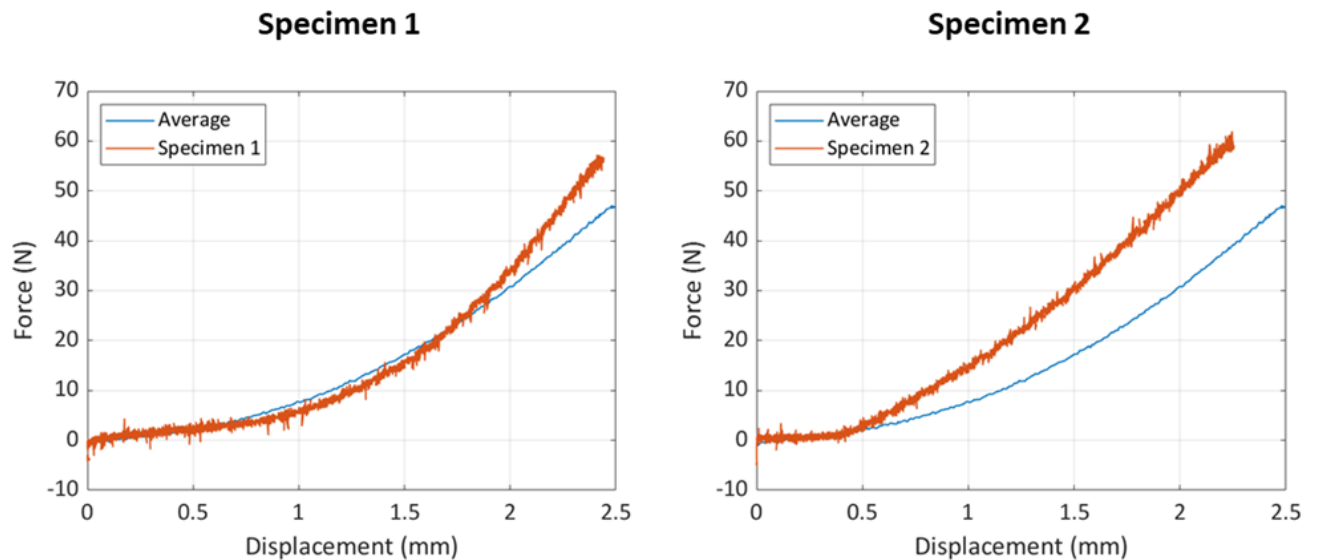 Specimen 1
70
60
50
40
30
20
10
0
-10
Force (N)
Average
Specimen 1
0 0.5 1 1.5 2 2.5
Displacement (mm)
Specimen 2
70
60
50
40
30
20
10
0
-10
Force (N)
Average
Specimen 2
0 0.5 1 1.5 2 2.5
Displacement (mm)